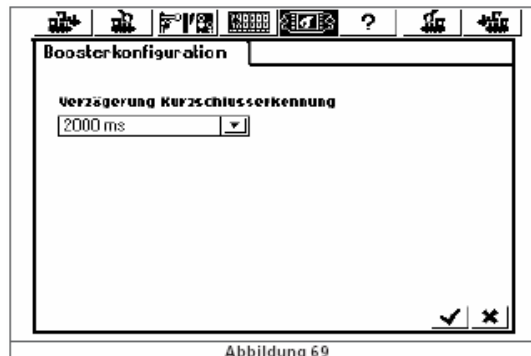 ?
Boosterkonfiguration
Verzögerung Kurzschlusserkennung
2000 ms
Abbildung 69